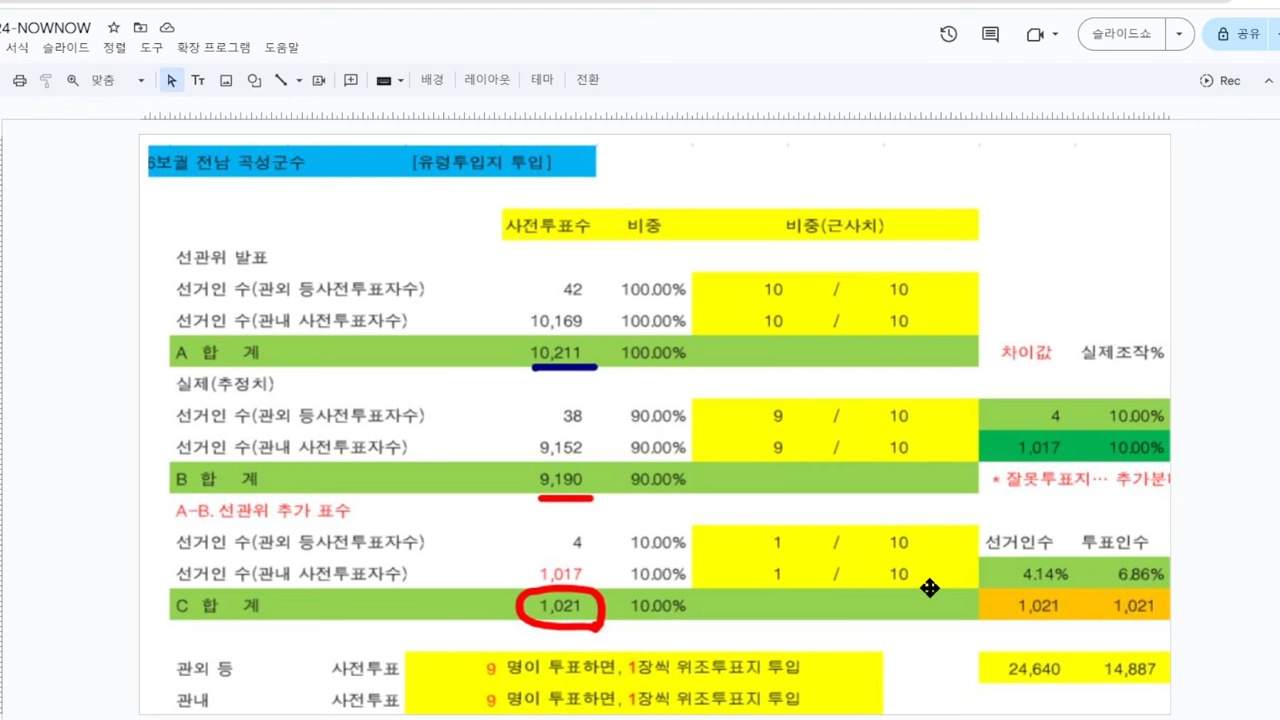 24-NOWNOW
서식 슬라이드 정렬 도구 확장 프로그램 도움말
슬라이드쇼
공유
맞춤
Tт
배경 레이아웃 테마 전환
Rec
6보궐 전남 곡성군수 [유령투입지 투입]
사전투표수 비중 비중(근사치)
선관위 발표
선거인 수(관외 등사전투표자수) 42 100.00% 10 / 10
선거인 수(관내 사전투표자수) 10,169 100.00% 10 / 10
A 합 계 10,211 100.00% 차이값 실제조작%
실제(추정치)
선거인 수(관외 등사전투표자수) 38 90.00% 9 / 10 4 10.00%
선거인 수(관내 사전투표자수) 9,152 90.00% 9 / 10 1,017 10.00%
B 합 계 9,190 90.00% * 잘못투표지… 추가분
A-B. 선관위 추가 표수
선거인 수(관외 등사전투표자수) 4 10.00% 1 / 10 선거인수 투표인수
선거인 수(관내 사전투표자수) 1,017 10.00% 1 / 10 4.14% 6.86%
C 합 계 1,021 10.00% 1,021 1,021
관외 등 사전투표 9 명이 투표하면, 1장씩 위조투표지 투입 24,640 14,887
관내 사전투표 9 명이 투표하면, 1장씩 위조투표지 투입